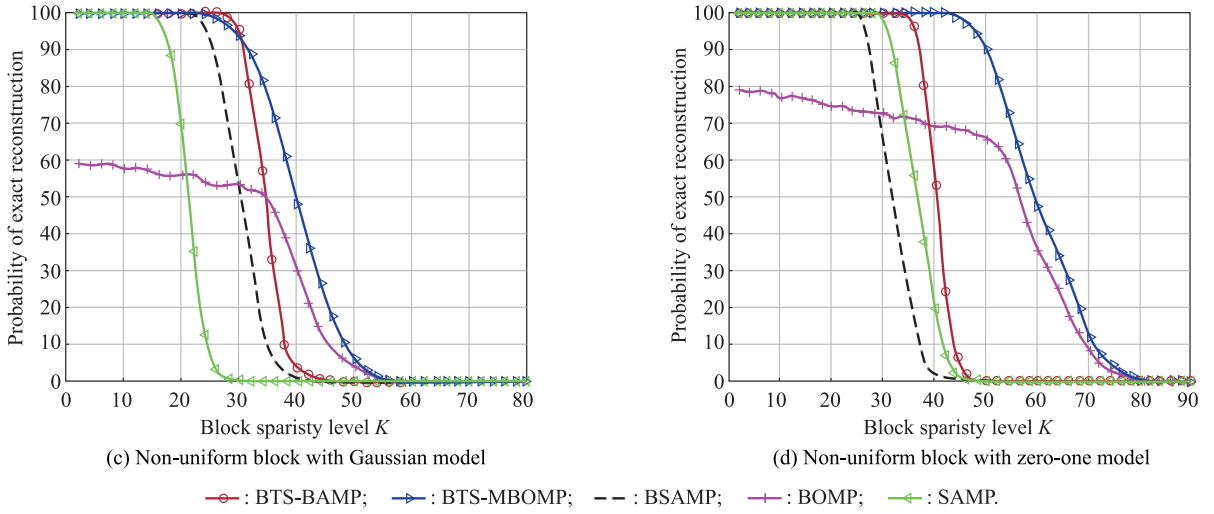 Probability of exact reconstruction
100
90
80
70
60
50
40
30
20
10
0
0 10 20 30 40 50 60 70 80
Block sparisty level K
(c) Non-uniform block with Gaussian model
Probability of exact reconstruction
100
90
80
70
60
50
40
30
20
10
0
0 10 20 30 40 50 60 70 80 90
Block sparisty level K
(d) Non-uniform block with zero-one model
: BTS-BAMP; : BTS-MBOMP; : BSAMP; : BOMP; : SAMP.